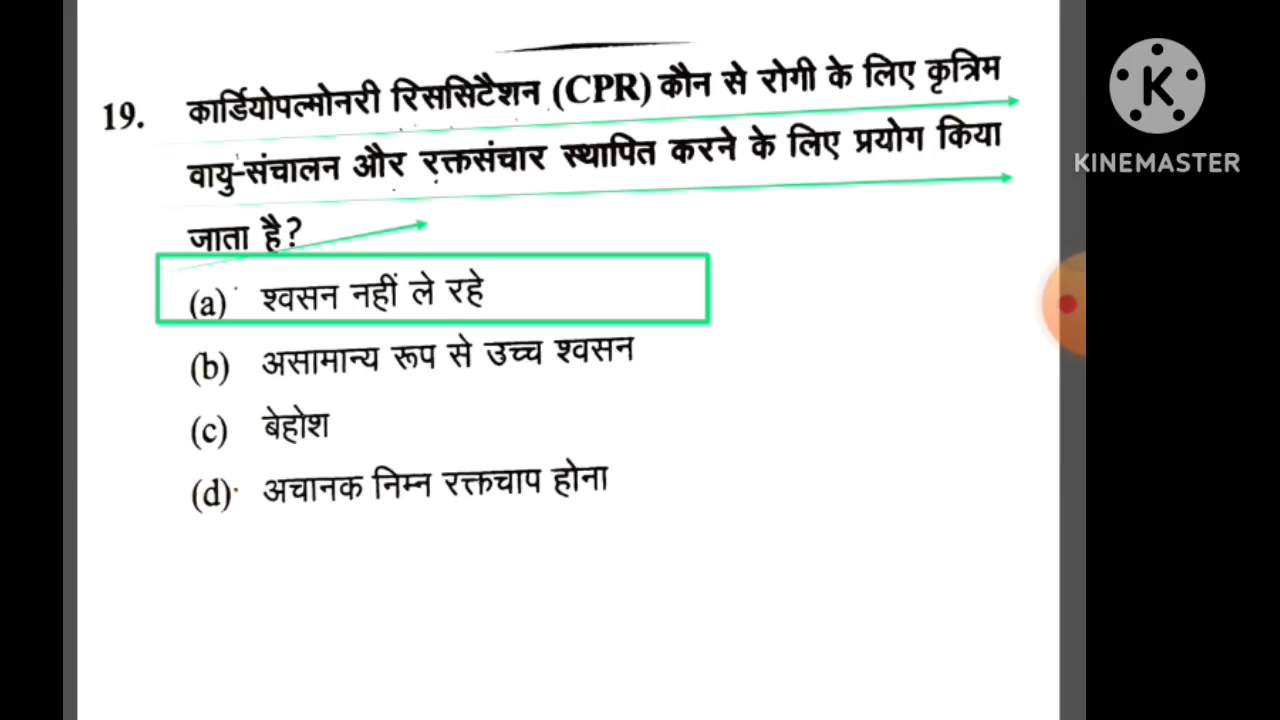 19. कार्डियोपल्मोनरी रिससिटैशन (CPR) कौन से रोगी के लिए कृत्रिम
वायु-संचालन और रक्तसंचार स्थापित करने के लिए प्रयोग किया
जाता है?
(a) श्वसन नहीं ले रहे
(b) असामान्य रूप से उच्च श्वसन
(c) बेहोश
(d) अचानक निम्न रक्तचाप होना
K
KINEMASTER